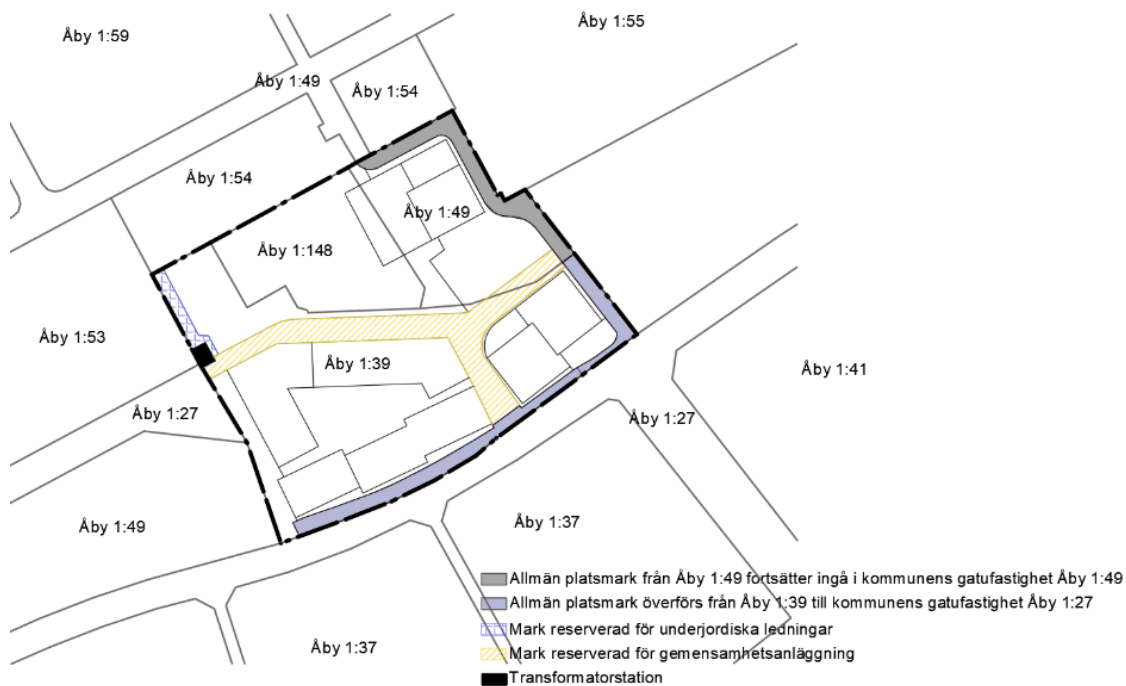 Åby 1:55
Åby 1:59
Åby 1:49
Åby 1:54
Åby 1:54
Åby 1:49
Åby 1:148
Åby 1:53
Åby 1:39
Åby 1:41
Åby 1:27
Åby 1:27
Åby 1:49
Åby 1:37
Allmän platsmark från Åby 1:49 fortsätter ingå i kommunens gatufastighet Åby 1:49
Allmän platsmark överförs från Åby 1:39 till kommunens gatufastighet Åby 1:27
Mark reserverad för underjordiska ledningar
Åby 1:37
Mark reserverad för gemensamhetsanläggning
Transformatorstation